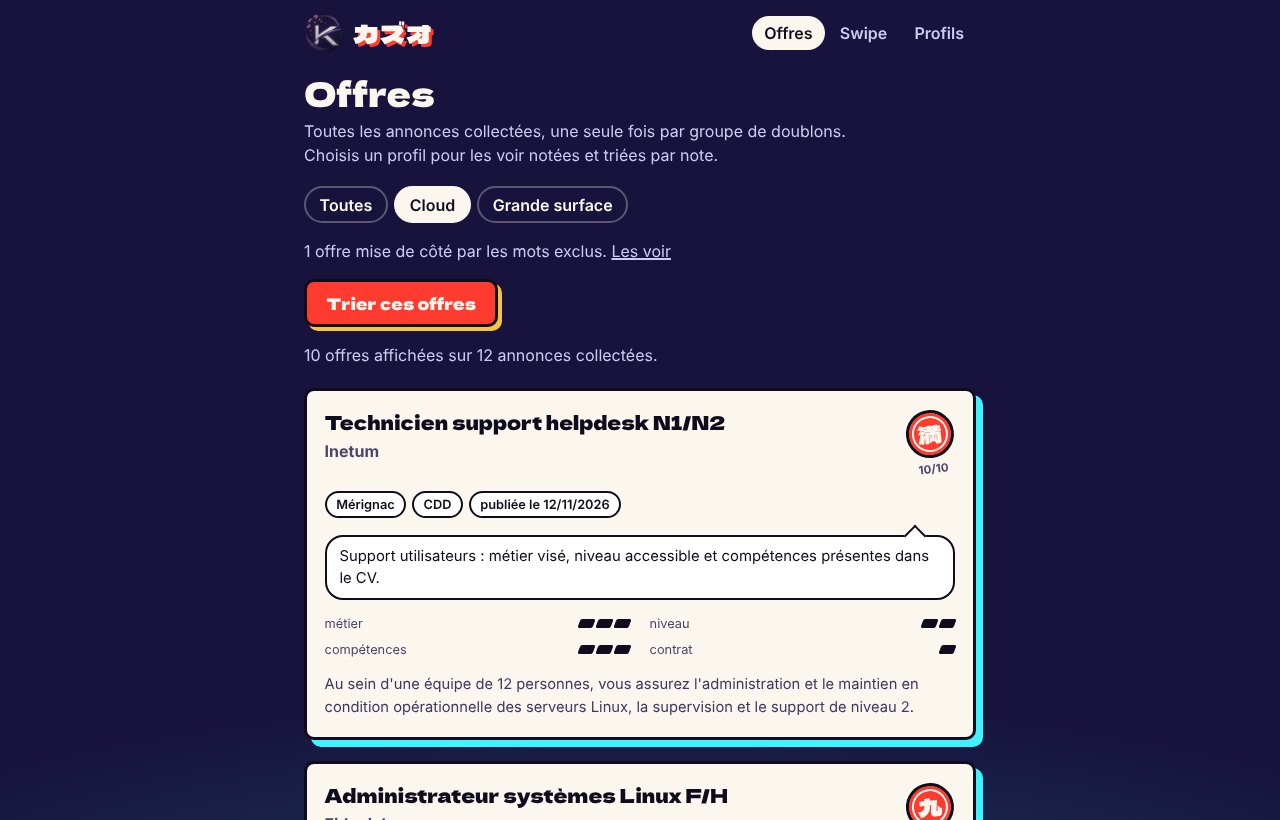 カズオ
Offres
Swipe
Profils
Offres
Toutes les annonces collectées, une seule fois par groupe de doublons.
Choisis un profil pour les voir notées et triées par note.
Toutes
Cloud
Grande surface
1 offre mise de côté par les mots exclus. Les voir
Trier ces offres
10 offres affichées sur 12 annonces collectées.
Technicien support helpdesk N1/N2
満
Inetum
10/10
Mérignac
CDD
publiée le 12/11/2026
Support utilisateurs : métier visé, niveau accessible et compétences présentes dans
le CV.
métier
niveau
compétences
contrat
Au sein d'une équipe de 12 personnes, vous assurez l'administration et le maintien en
condition opérationnelle des serveurs Linux, la supervision et le support de niveau 2.
Administrateur systèmes Linux F/H
九